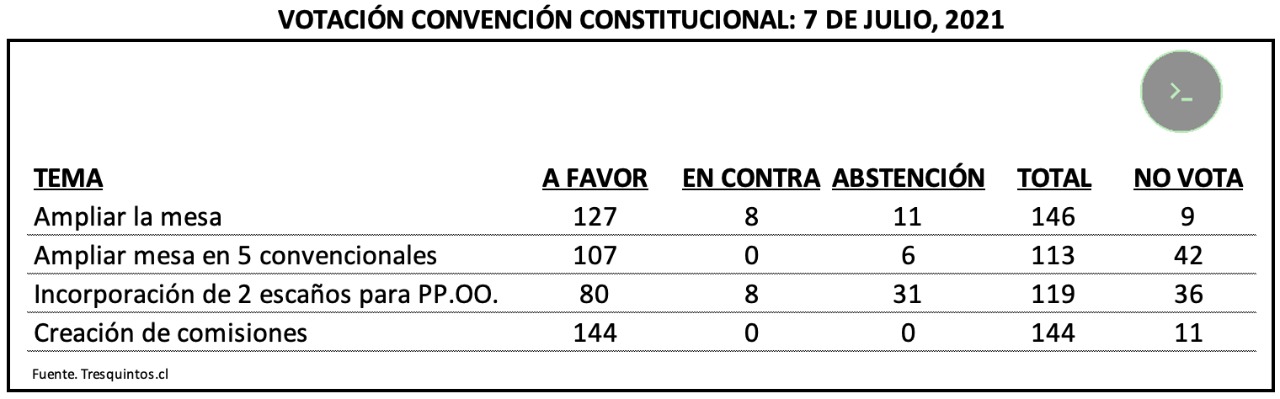 VOTACIÓN CONVENCIÓN CONSTITUCIONAL: 7 DE JULIO, 2021
>_
TEMA A FAVOR EN CONTRA ABSTENCIÓN TOTAL NO VOTA
Ampliar la mesa 127 8 11 146 9
Ampliar mesa en 5 convencionales 107 0 6 113 42
Incorporación de 2 escaños para PP.OO. 80 8 31 119 36
Creación de comisiones 144 0 0 144 11
Fuente. Tresquintos.cl